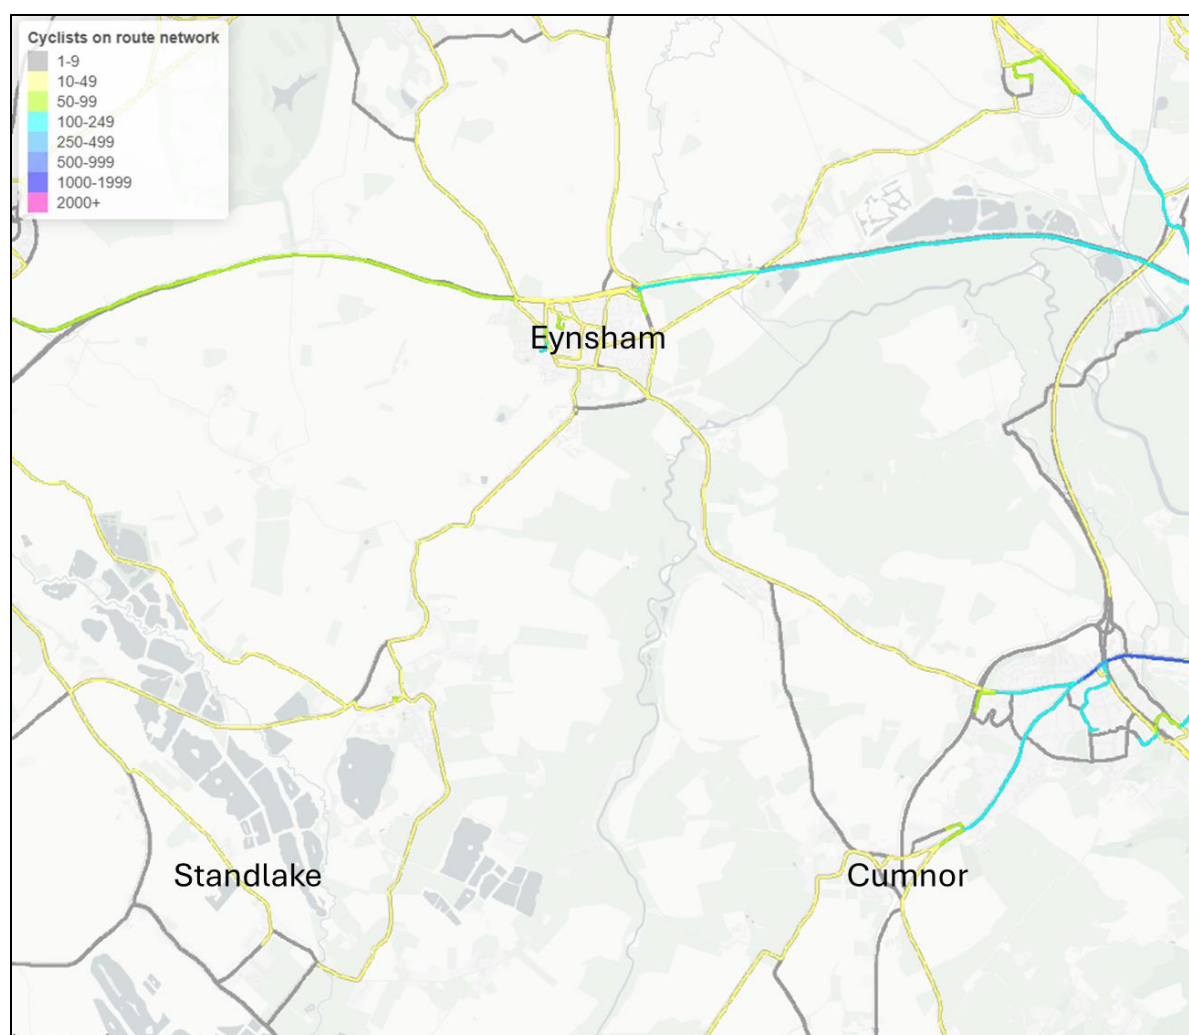 Cyclists on route network
1-9
10-49
50-99
100-249
250-499
500-999
1000-1999
2000+
Eynsham
Standlake
Cumnor